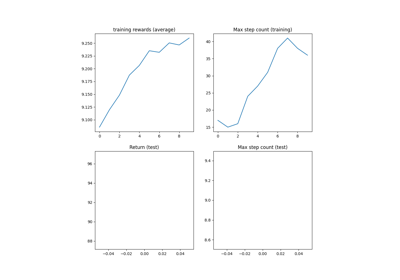 training rewards (average)
Max step count (training)
9.250
9.225
9.200
9.175
9.150
9.125
9.100
0 2 4 6 8
40
35
30
25
20
15
0 2 4 6 8
Return (test)
Max step count (test)
96
94
92
90
88
−0.04 −0.02 0.00 0.02 0.04
9.4
9.2
9.0
8.8
8.6
−0.04 −0.02 0.00 0.02 0.04